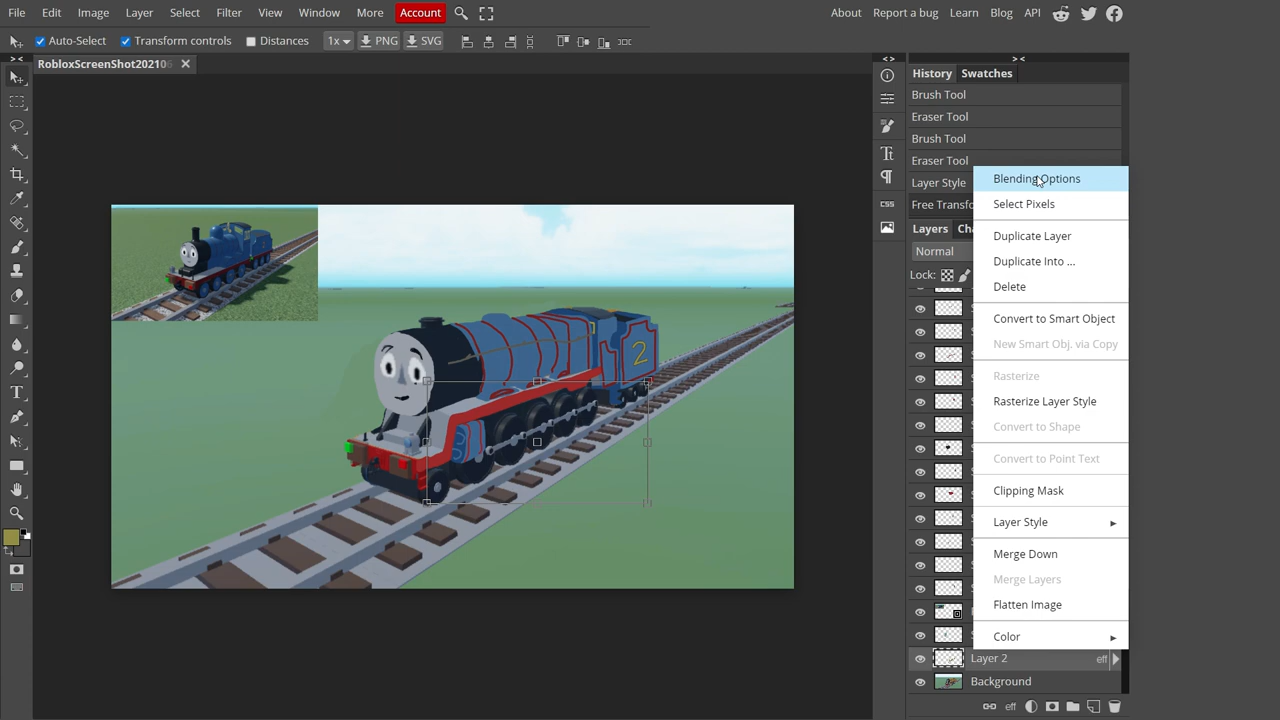 File Edit Image Layer Select Filter View Window More Account About Report a bug Learn Blog API
Auto-Select Transform controls Distances 1x PNG SVG
RobloxScreenShot20210
History Swatches
Brush Tool
Eraser Tool
Brush Tool
Eraser Tool
Layer Style
Free Transfo
Layers Cha
Normal
Lock:
Blending Options
Select Pixels
Duplicate Layer
Duplicate Into ...
Delete
Convert to Smart Object
New Smart Obj. via Copy
Rasterize
Rasterize Layer Style
Convert to Shape
Convert to Point Text
Clipping Mask
Layer Style
Merge Down
Merge Layers
Flatten Image
Color
Layer 2 eff
Background
eff
CSS
2